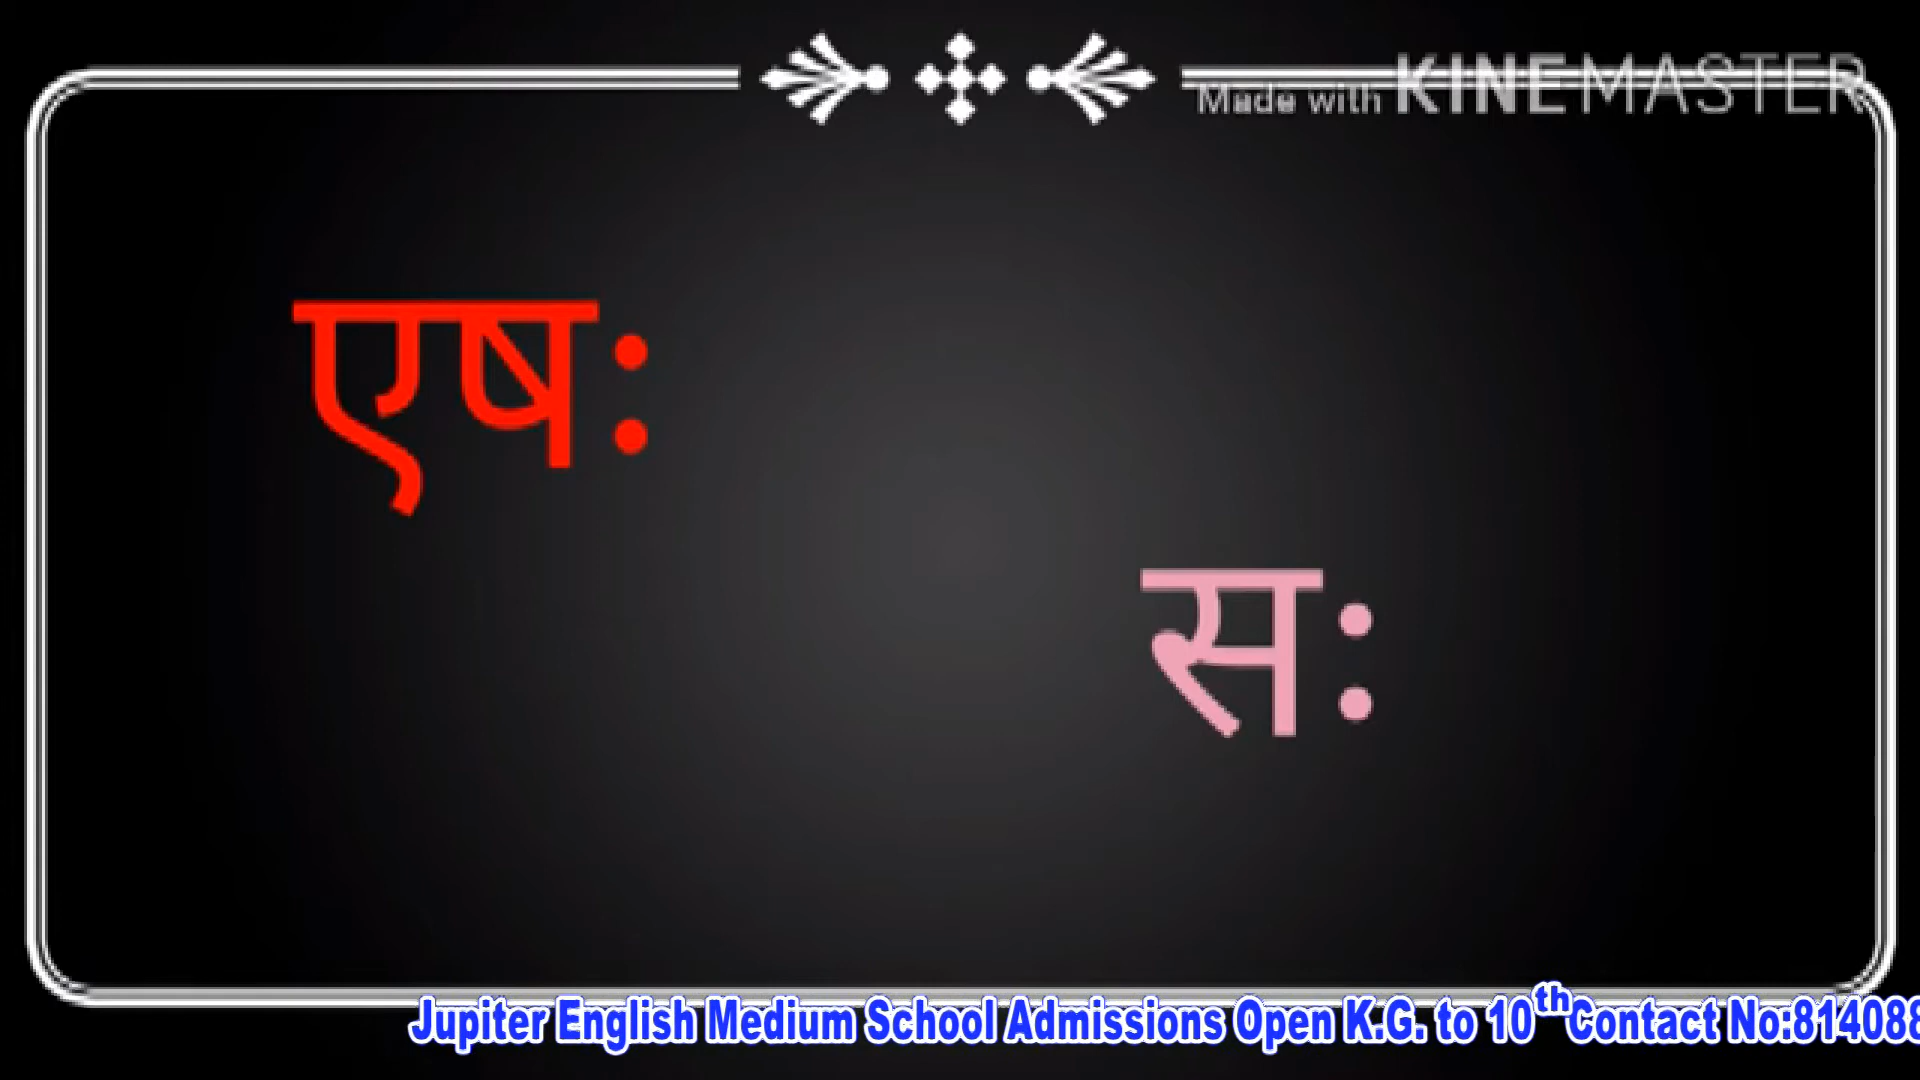 Made with KINEMASTER
एषः
सः
Jupiter English Medium School Admissions Open K.G. to 10th Contact No:814088